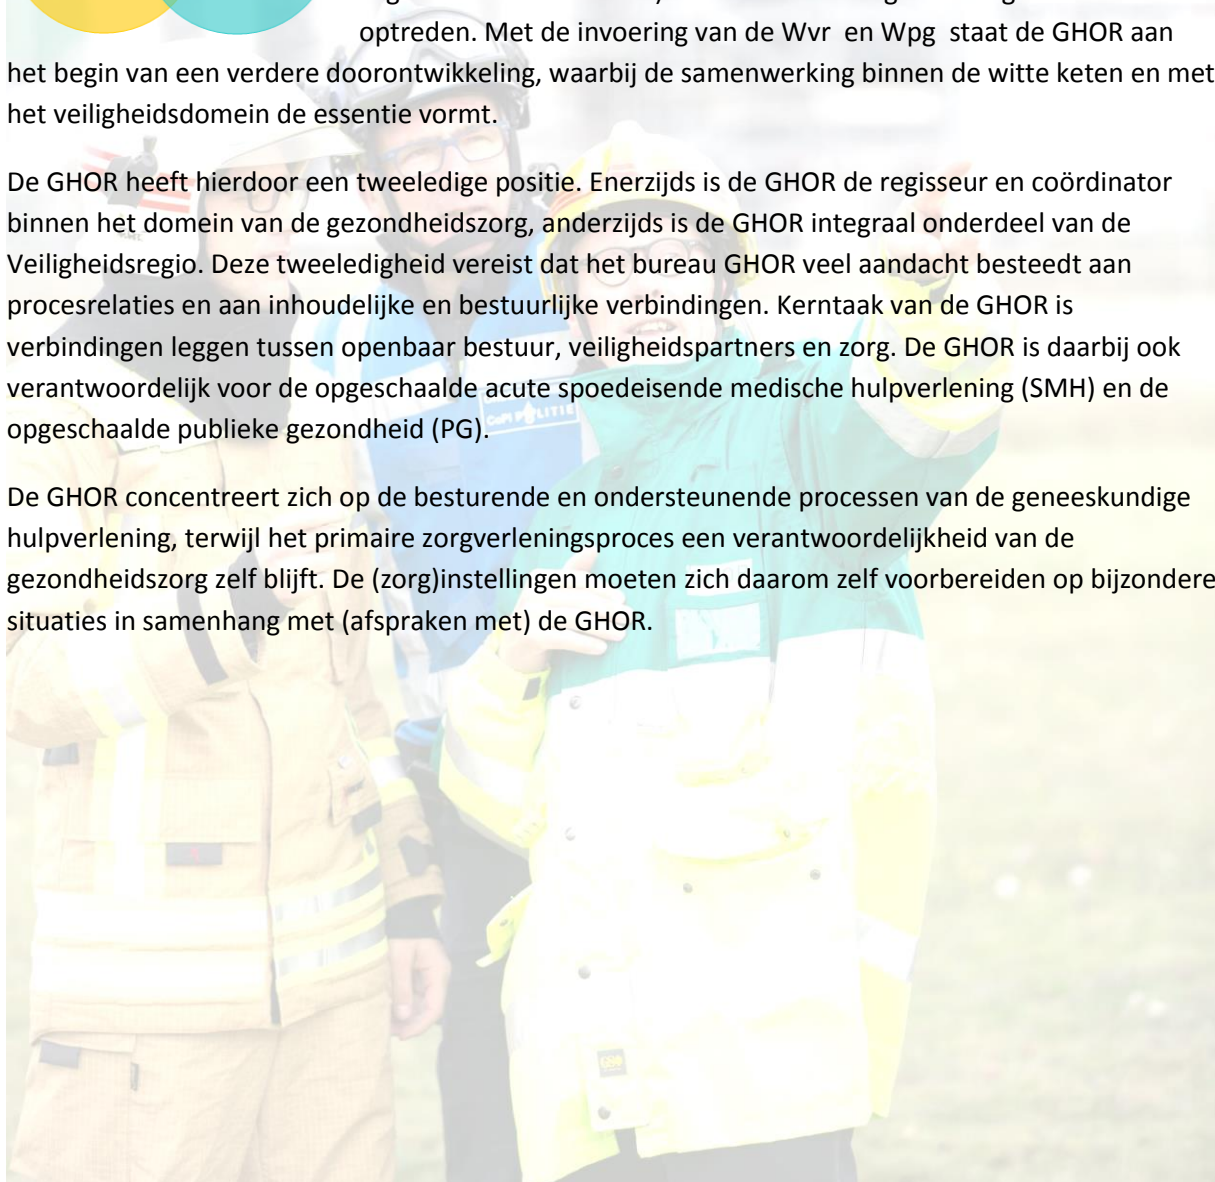 optreden. Met de invoering van de Wvr en Wpg staat de GHOR aan
het begin van een verdere doorontwikkeling, waarbij de samenwerking binnen de witte keten en met
het veiligheidsdomein de essentie vormt.
De GHOR heeft hierdoor een tweeledige positie. Enerzijds is de GHOR de regisseur en coördinator
binnen het domein van de gezondheidszorg, anderzijds is de GHOR integraal onderdeel van de
Veiligheidsregio. Deze tweeledigheid vereist dat het bureau GHOR veel aandacht besteedt aan
procesrelaties en aan inhoudelijke en bestuurlijke verbindingen. Kerntaak van de GHOR is
verbindingen leggen tussen openbaar bestuur, veiligheidspartners en zorg. De GHOR is daarbij ook
verantwoordelijk voor de opgeschaalde acute spoedeisende medische hulpverlening (SMH) en de
CoPI POLITIE
opgeschaalde publieke gezondheid (PG).
De GHOR concentreert zich op de besturende en ondersteunende processen van de geneeskundige
hulpverlening, terwijl het primaire zorgverleningsproces een verantwoordelijkheid van de
gezondheidszorg zelf blijft. De (zorg)instellingen moeten zich daarom zelf voorbereiden op bijzondere
situaties in samenhang met (afspraken met) de GHOR.